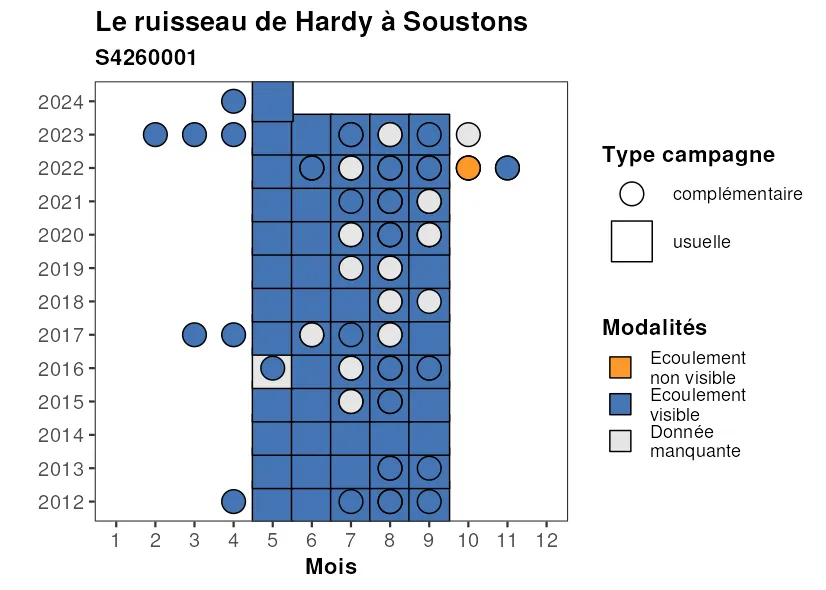 Le ruisseau de Hardy à Soustons
S4260001
2024
2023
2022
2021
2020
2019
2018
2017
2016
2015
2014
2013
2012
1 2 3 4 5 6 7 8 9 10 11 12
Mois
Type campagne
complémentaire
usuelle
Modalités
Ecoulement
non visible
Ecoulement
visible
Donnée
manquante